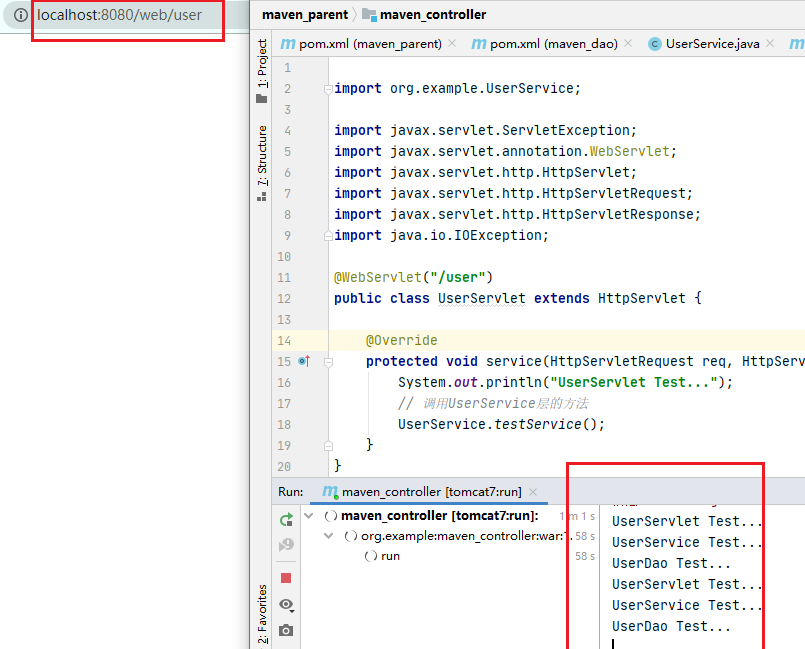 localhost:8080/web/user
maven_parent maven_controller
pom.xml (maven_parent) × pom.xml (maven_dao) × UserService.java ×
1: Project
7: Structure
2: Favorites
1
2 import org.example.UserService;
3
4 import javax.servlet.ServletException;
5 import javax.servlet.annotation.WebServlet;
6 import javax.servlet.http.HttpServlet;
7 import javax.servlet.http.HttpServletRequest;
8 import javax.servlet.http.HttpServletResponse;
9 import java.io.IOException;
10
11 @WebServlet("/user")
12 public class UserServlet extends HttpServlet {
13
14 @Override
15 protected void service(HttpServletRequest req, HttpServ
16 System.out.println("UserServlet Test...");
17 // 调用UserService层的方法
18 UserService.testService();
19 }
20 }
Run: maven_controller [tomcat7:run] ×
maven_controller [tomcat7:run]: 1 m 1 s
org.example:maven_controller:war:1. 58 s
run 58 s
UserServlet Test...
UserService Test...
UserDao Test...
UserServlet Test...
UserService Test...
UserDao Test...